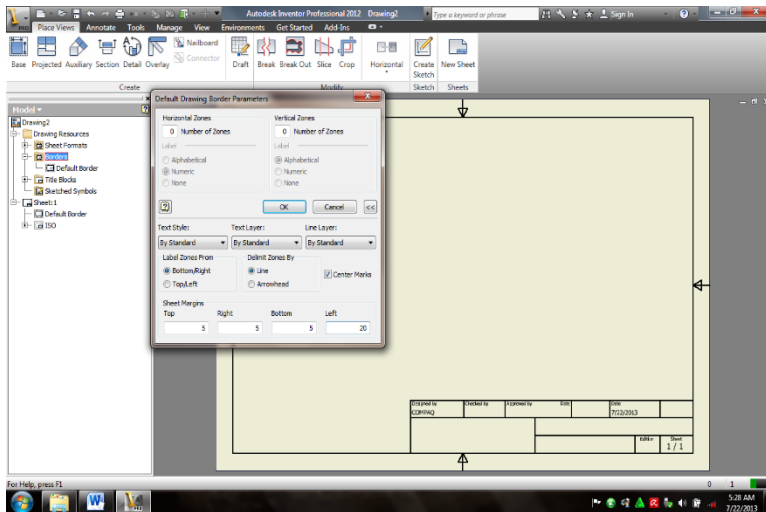 Autodesk Inventor Professional 2012 Drawing2
Type a keyword or phrase
Sign In
PRO
Place Views Annotate Tools Manage View Environments Get Started Add-Ins
Base Projected Auxiliary Section Detail Overlay
Nailboard
Connector
Draft Break Break Out Slice Crop
Horizontal
Create Sketch
New Sheet
Create
Modify
Sketch
Sheets
Model
Drawing2
Drawing Resources
Sheet Formats
Borders
Default Border
Title Blocks
Sketched Symbols
Sheet:1
Default Border
ISO
Default Drawing Border Parameters
Horizontal Zones
Vertical Zones
0 Number of Zones
0 Number of Zones
Label
Label
Alphabetical
Alphabetical
Numeric
Numeric
None
None
OK
Cancel
<<
Text Style:
Text Layer:
Line Layer:
By Standard
By Standard
By Standard
Label Zones From
Delimit Zones By
Bottom/Right
Line
Center Marks
Top/Left
Arrowhead
Sheet Margins
Top Right Bottom Left
5 5 5 20
Designed by
Checked by
Approved by
Date
Date
COMPAQ
7/22/2013
Edition
Sheet
1 / 1
For Help, press F1
0 1
5:28 AM
7/22/2013